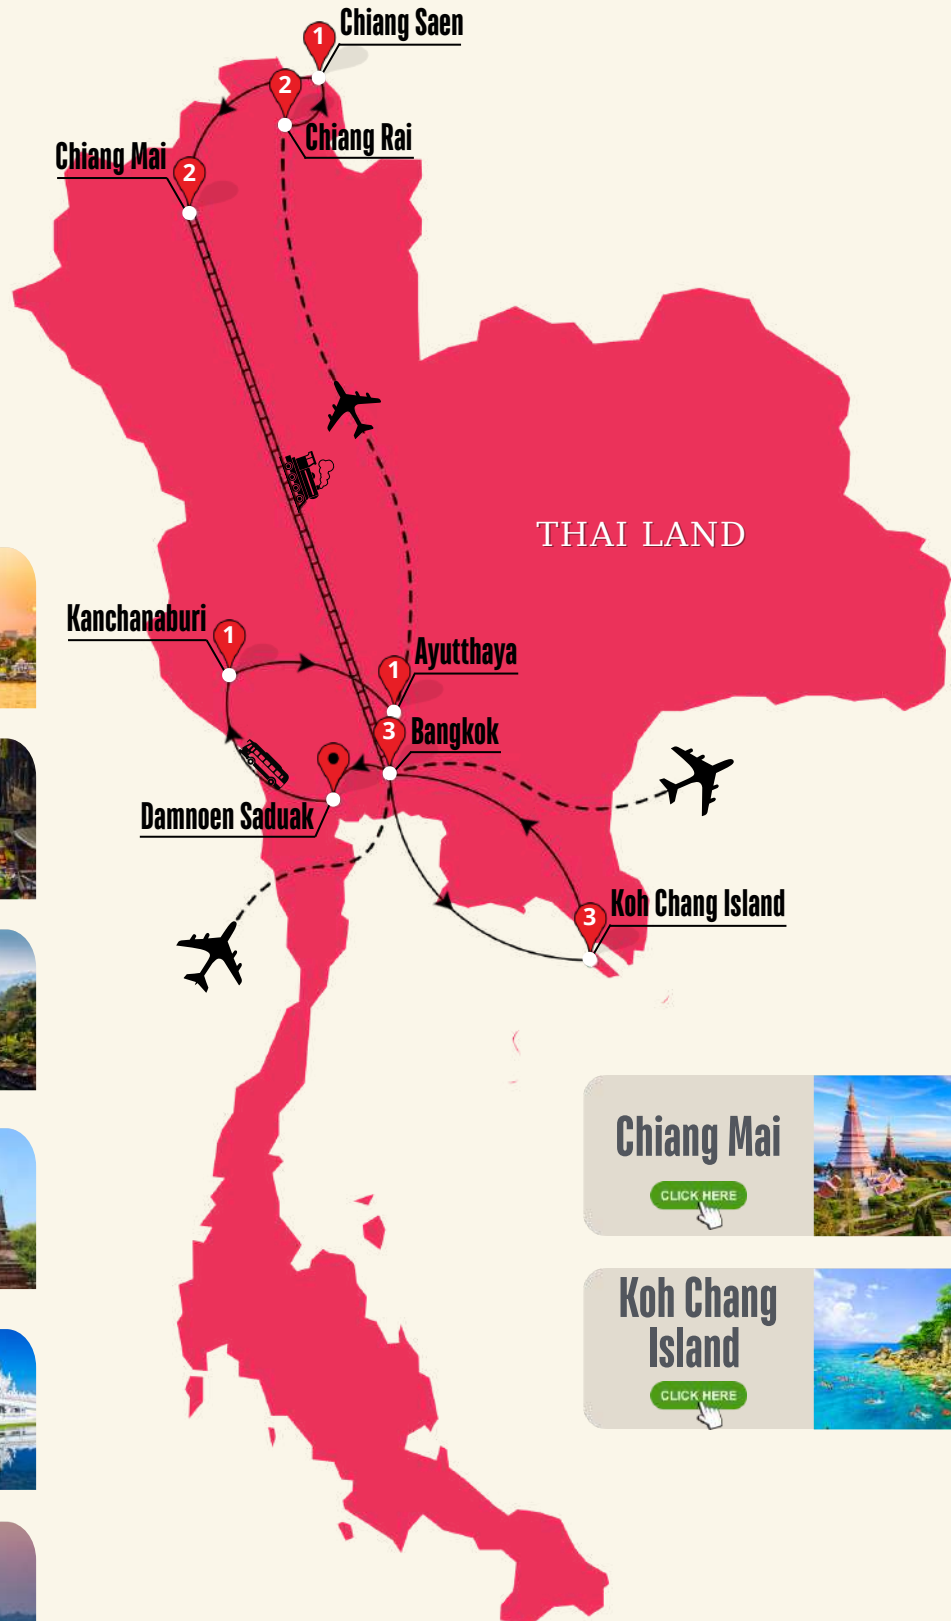 Chiang Saen
1
2
Chiang Rai
Chiang Mai
2
THAI LAND
Kanchanaburi
1
Ayutthaya
1
3
Bangkok
Damnoen Saduak
Koh Chang Island
3
Chiang Mai
CLICK HERE
Koh Chang
Island
CLICK HERE